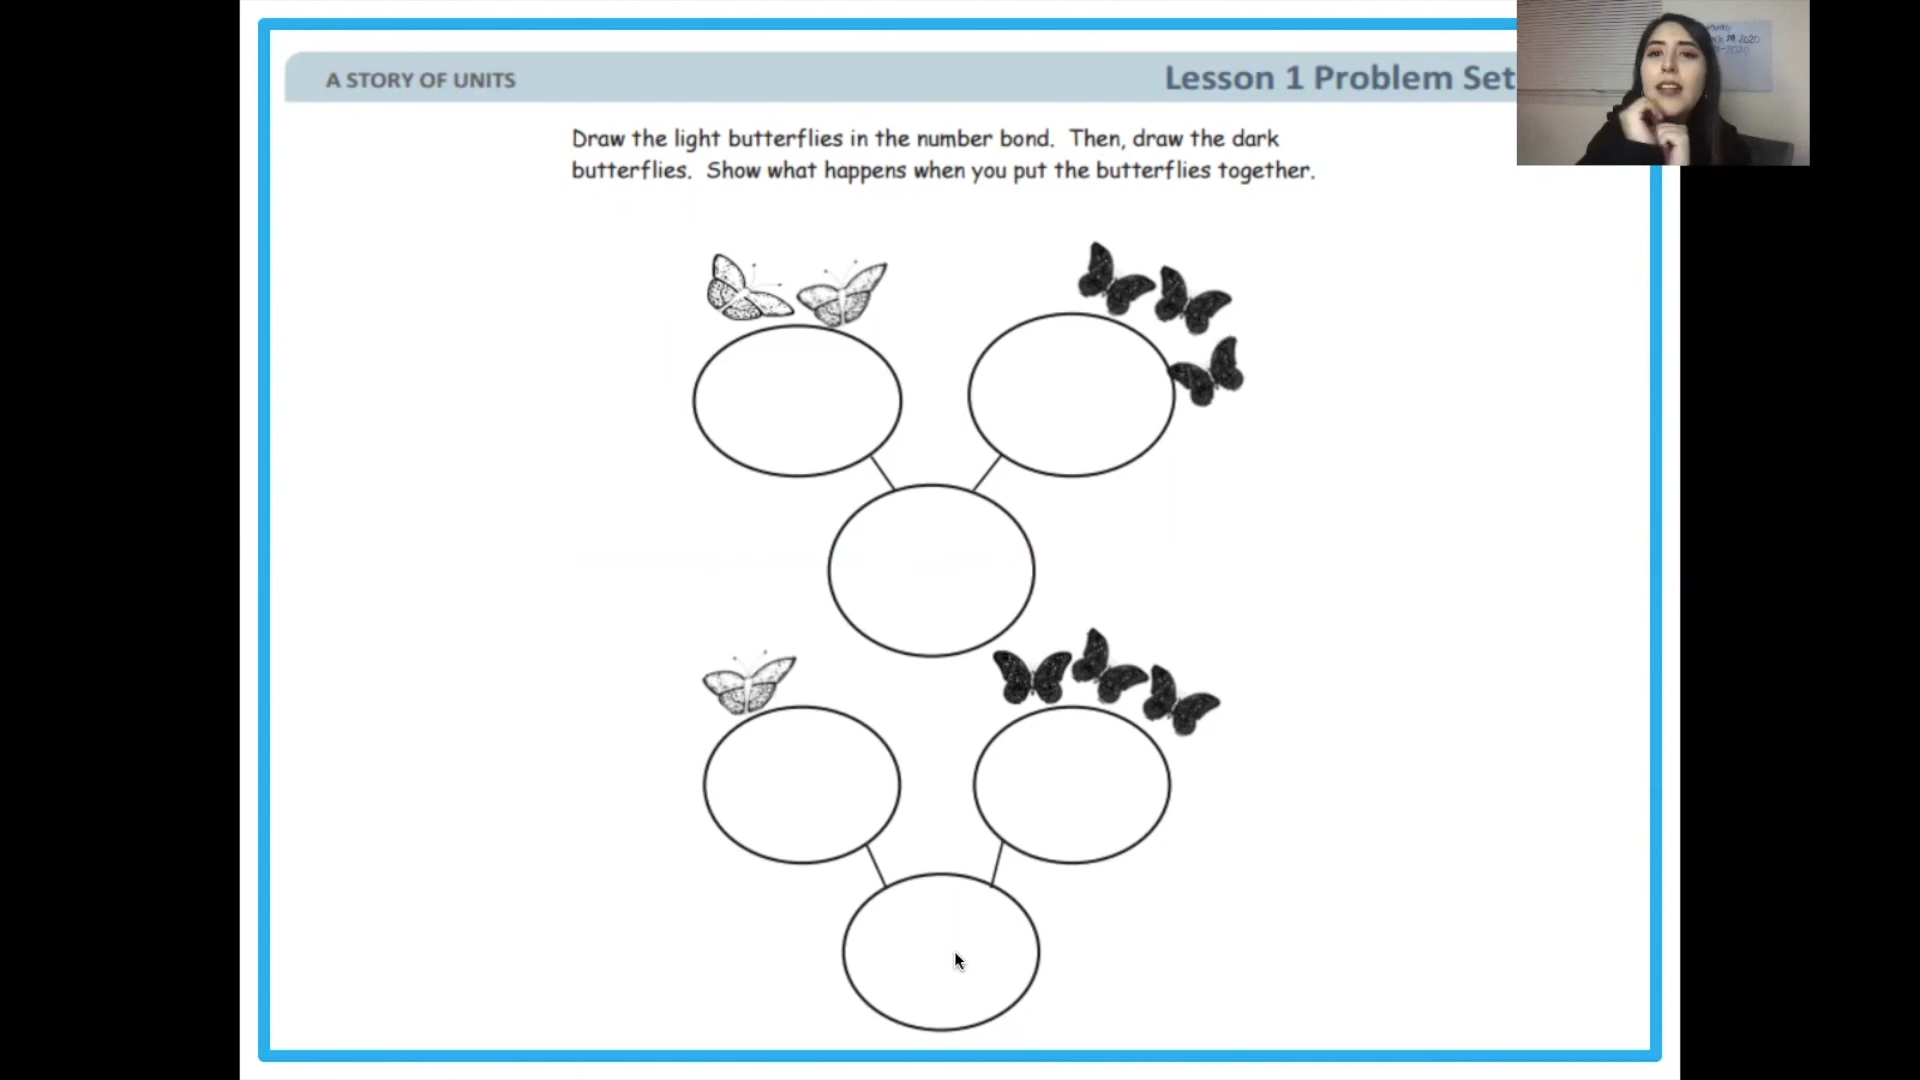 A STORY OF UNITS
Lesson 1 Problem Set
2020
Draw the light butterflies in the number bond. Then, draw the dark
butterflies. Show what happens when you put the butterflies together.